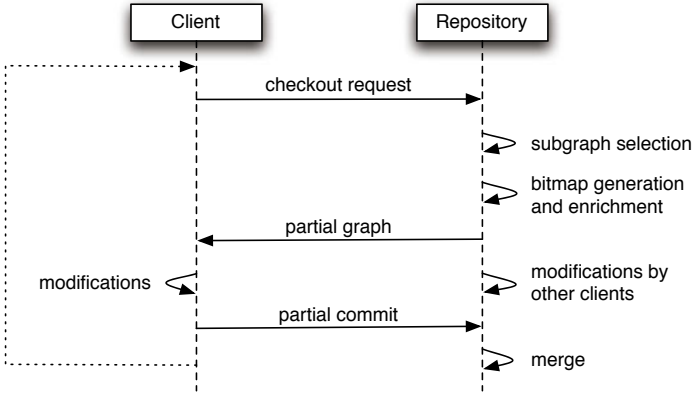 Client
Repository
checkout request
subgraph selection
bitmap generation
and enrichment
partial graph
modifications
modifications by
other clients
partial commit
merge